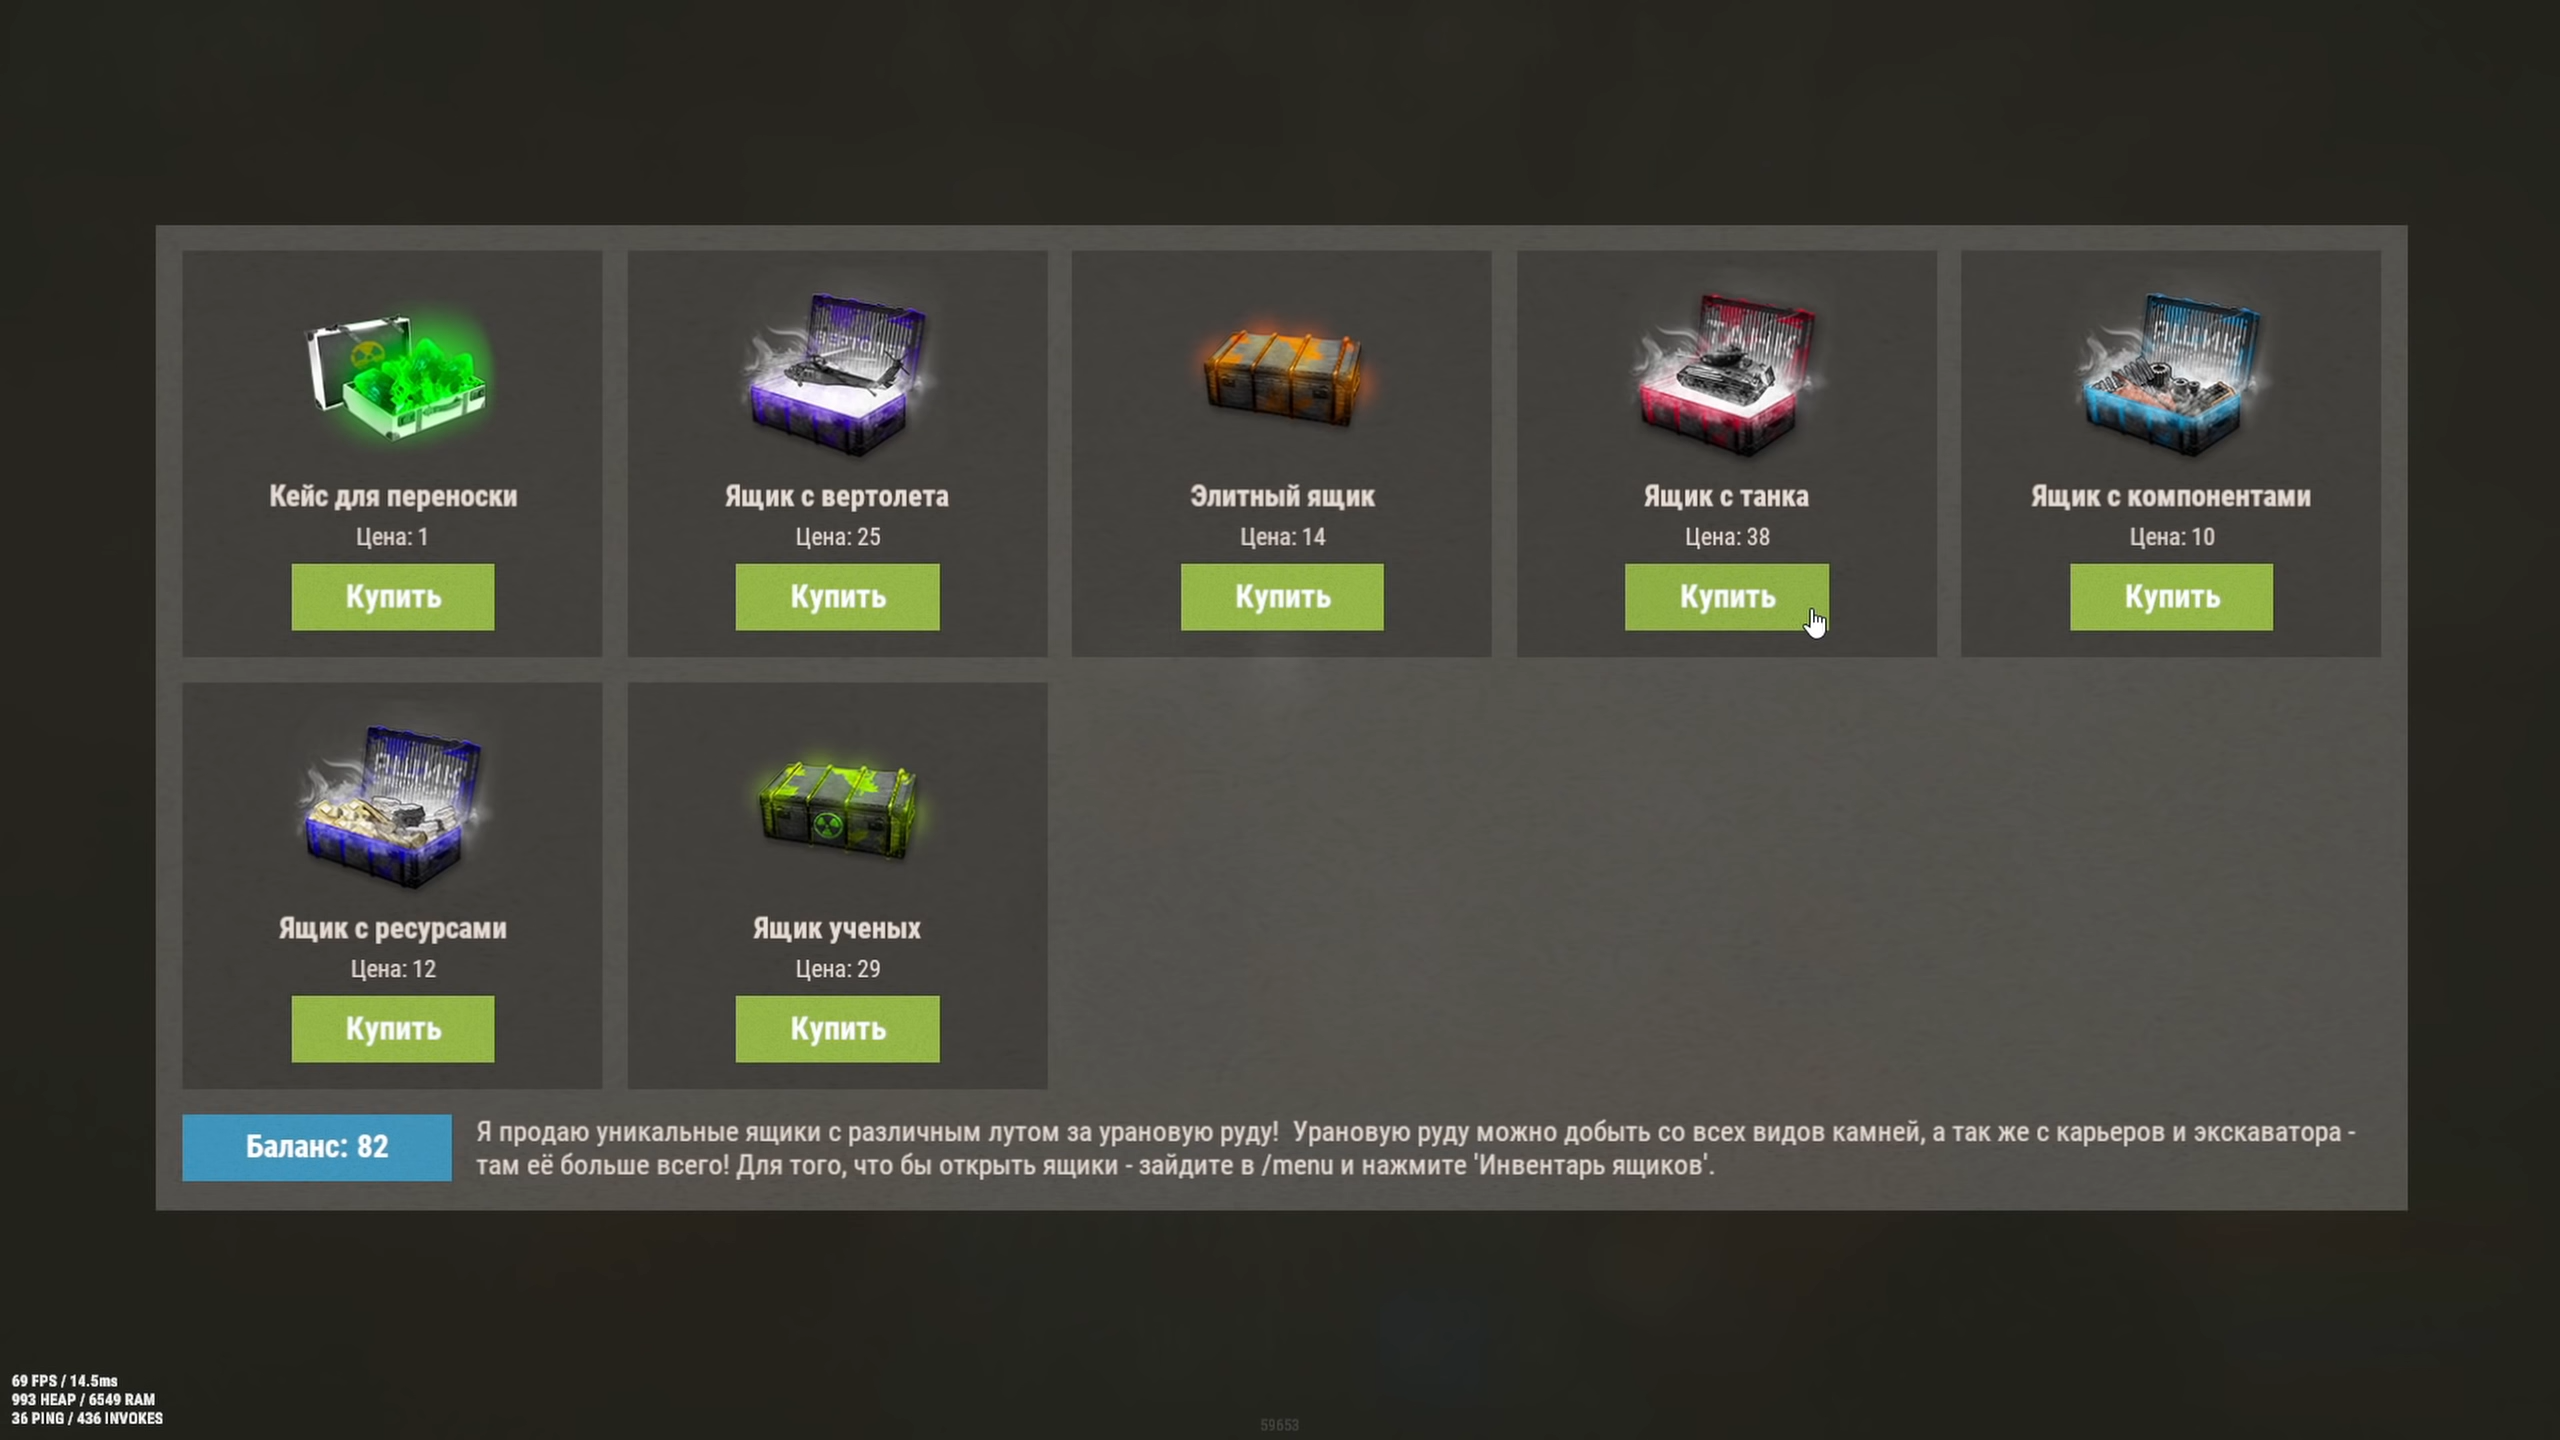 Кейс для переноски
Цена: 1
Купить
Ящик с вертолета
Цена: 25
Купить
Элитный ящик
Цена: 14
Купить
ТАНК
Ящик с танка
Цена: 38
Купить
ЯЩИК
Ящик с компонентами
Цена: 10
Купить
ЯЩИК
Ящик с ресурсами
Цена: 12
Купить
Ящик ученых
Цена: 29
Купить
Баланс: 82
Я продаю уникальные ящики с различным лутом за урановую руду!  Урановую руду можно добыть со всех видов камней, а так же с карьеров и экскаватора -
там её больше всего! Для того, что бы открыть ящики - зайдите в /menu и нажмите 'Инвентарь ящиков'.
69 FPS / 14.5ms
993 HEAP / 6549 RAM
36 PING / 436 INVOKES
59653